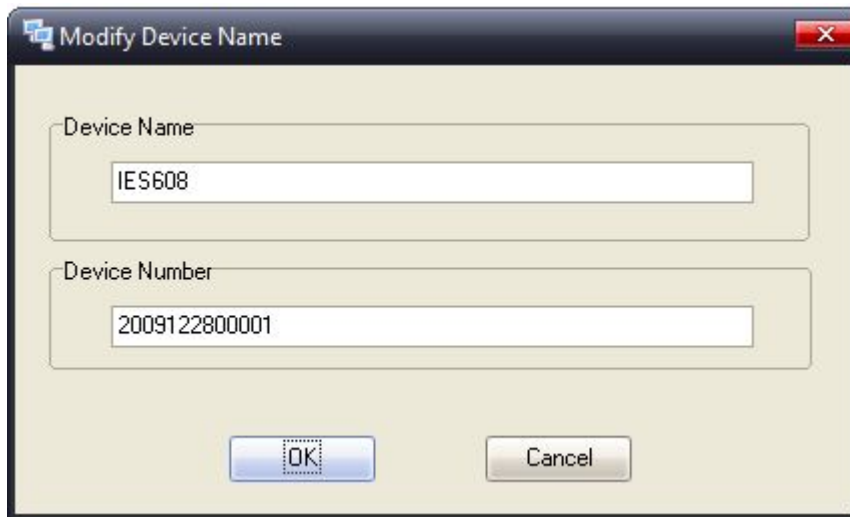 Modify Device Name
Device Name
IES608
Device Number
2009122800001
OK Cancel